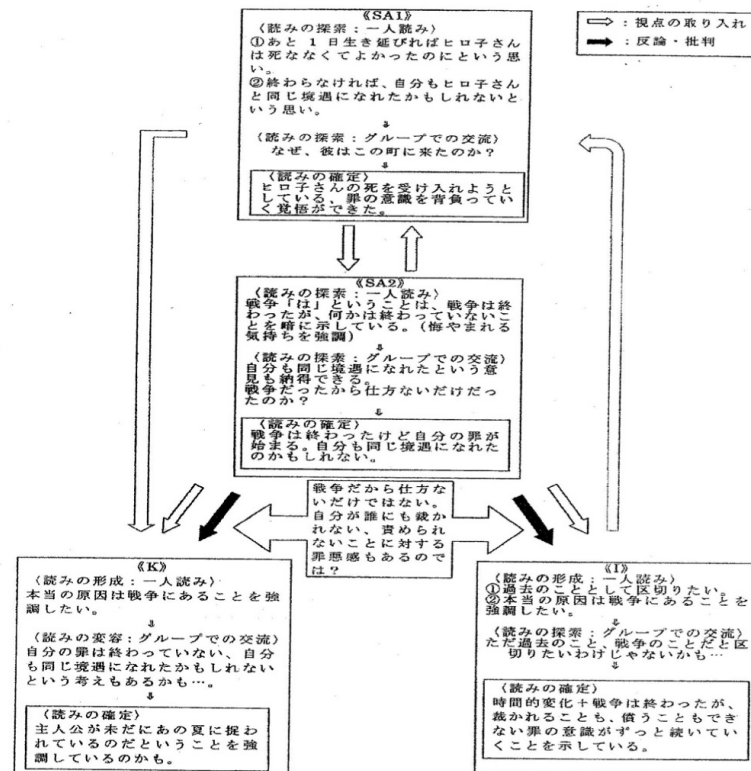 《SA1》
〈読みの探索:一人読み〉
①あと1日生き延びればヒロ子さん
は死ななくてよかったのにという思
い。
②終わらなければ、自分もヒロ子さん
と同じ境遇になれたかもしれないと
いう思い。
⇓
〈読みの探索:グループでの交流〉
なぜ、彼はこの町に来たのか?
⇓
〈読みの確定〉
ヒロ子さんの死を受け入れようと
している、罪の意識を背負ってい
く覚悟ができた。
:視点の取り入れ
:反論・批判
《SA2》
〈読みの探索:一人読み〉
戦争「は」ということは、戦争は終
わったが、何かは終わっていないこ
とを暗に示している。(悔やまれる
気持ちを強調)
⇓
〈読みの探索:グループでの交流〉
自分も同じ境遇になれたという意
見も納得できる。
戦争だったから仕方ないだけだっ
たのか?
⇓
〈読みの確定〉
戦争は終わったけど自分の罪が
始まる。自分も同じ境遇になれた
のかもしれない。
戦争だから仕方な
いだけではない。
自分が誰にも裁か
れない、責められ
ないことに対する
罪悪感もあるので
は?
《K》
〈読みの形成:一人読み〉
本当の原因は戦争にあることを強
調したい。
⇓
〈読みの変容:グループでの交流〉
自分の罪は終わっていない、自分
も同じ境遇になれたかもしれない
という考えもあるかも…。
⇓
〈読みの確定〉
主人公が未だにあの夏に捉わ
れているのだということを強
調しているのかも。
《I》
〈読みの形成:一人読み〉
①過去のこととして区切りたい。
②本当の原因は戦争にあることを
強調したい。
⇓
〈読みの探索:グループでの交流〉
ただ過去のこと、戦争のことだと区
切りたいわけじゃないかも…
⇓
〈読みの確定〉
時間的変化+戦争は終わったが、
裁かれることも、償うこともでき
ない罪の意識がずっと続いてい
くことを示している。